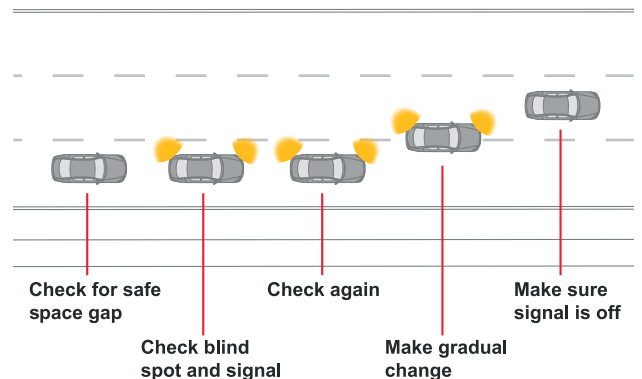 Check for safe
space gap
Check blind
spot and signal
Check again
Make gradual
change
Make sure
signal is off